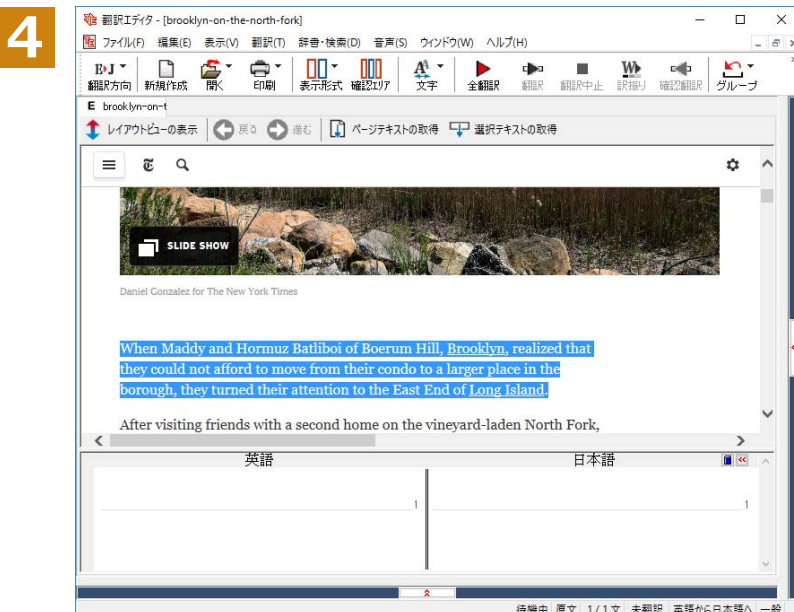 4
翻訳エディタ - [brooklyn-on-the-north-fork]
ファイル(F) 編集(E) 表示(V) 翻訳(T) 辞書・検索(D) 音声(S) ウインドウ(W) ヘルプ(H)
E›J
翻訳方向 新規作成 開く 印刷 表示形式 確認エリア 文字 全翻訳 翻訳 翻訳中止 訳振り 確認翻訳 グループ
E brooklyn-on-t
レイアウトビューの表示 戻る 進む ページテキストの取得 選択テキストの取得
SLIDE SHOW
Daniel Gonzalez for The New York Times
When Maddy and Hormuz Batliboi of Boerum Hill, Brooklyn, realized that
they could not afford to move from their condo to a larger place in the
borough, they turned their attention to the East End of Long Island.
After visiting friends with a second home on the vineyard-laden North Fork,
英語 日本語
1 1
待機中 原文 1/1文 未翻訳 英語から日本語へ 一般